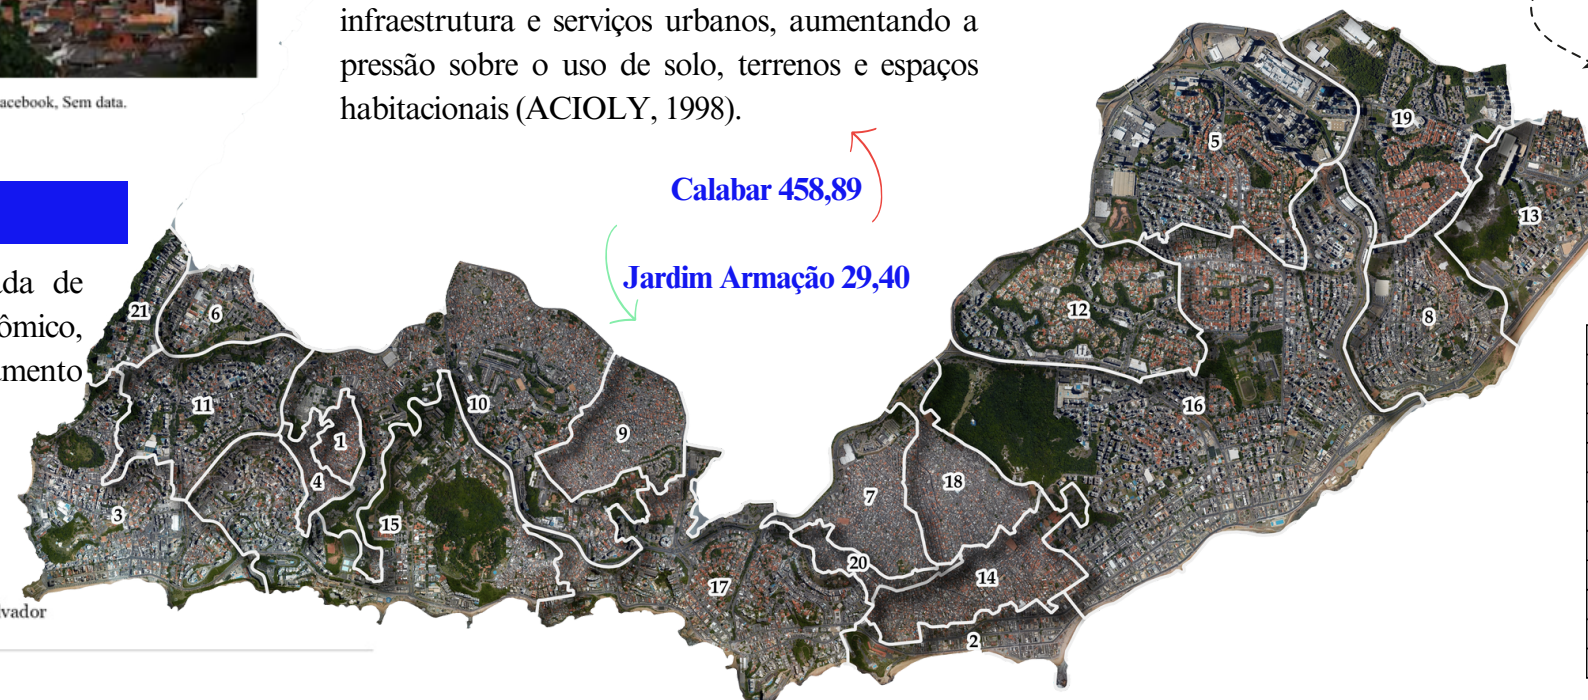 infraestrutura e serviços urbanos, aumentando a
pressão sobre o uso de solo, terrenos e espaços
habitacionais (ACIOLY, 1998).
acebook, Sem data.
Calabar 458,89
Jardim Armação 29,40
da de
ômico,
amento
lvador
5
19
13
12
8
16
21
6
11
10
9
1
4
3
15
7
18
20
14
17
2